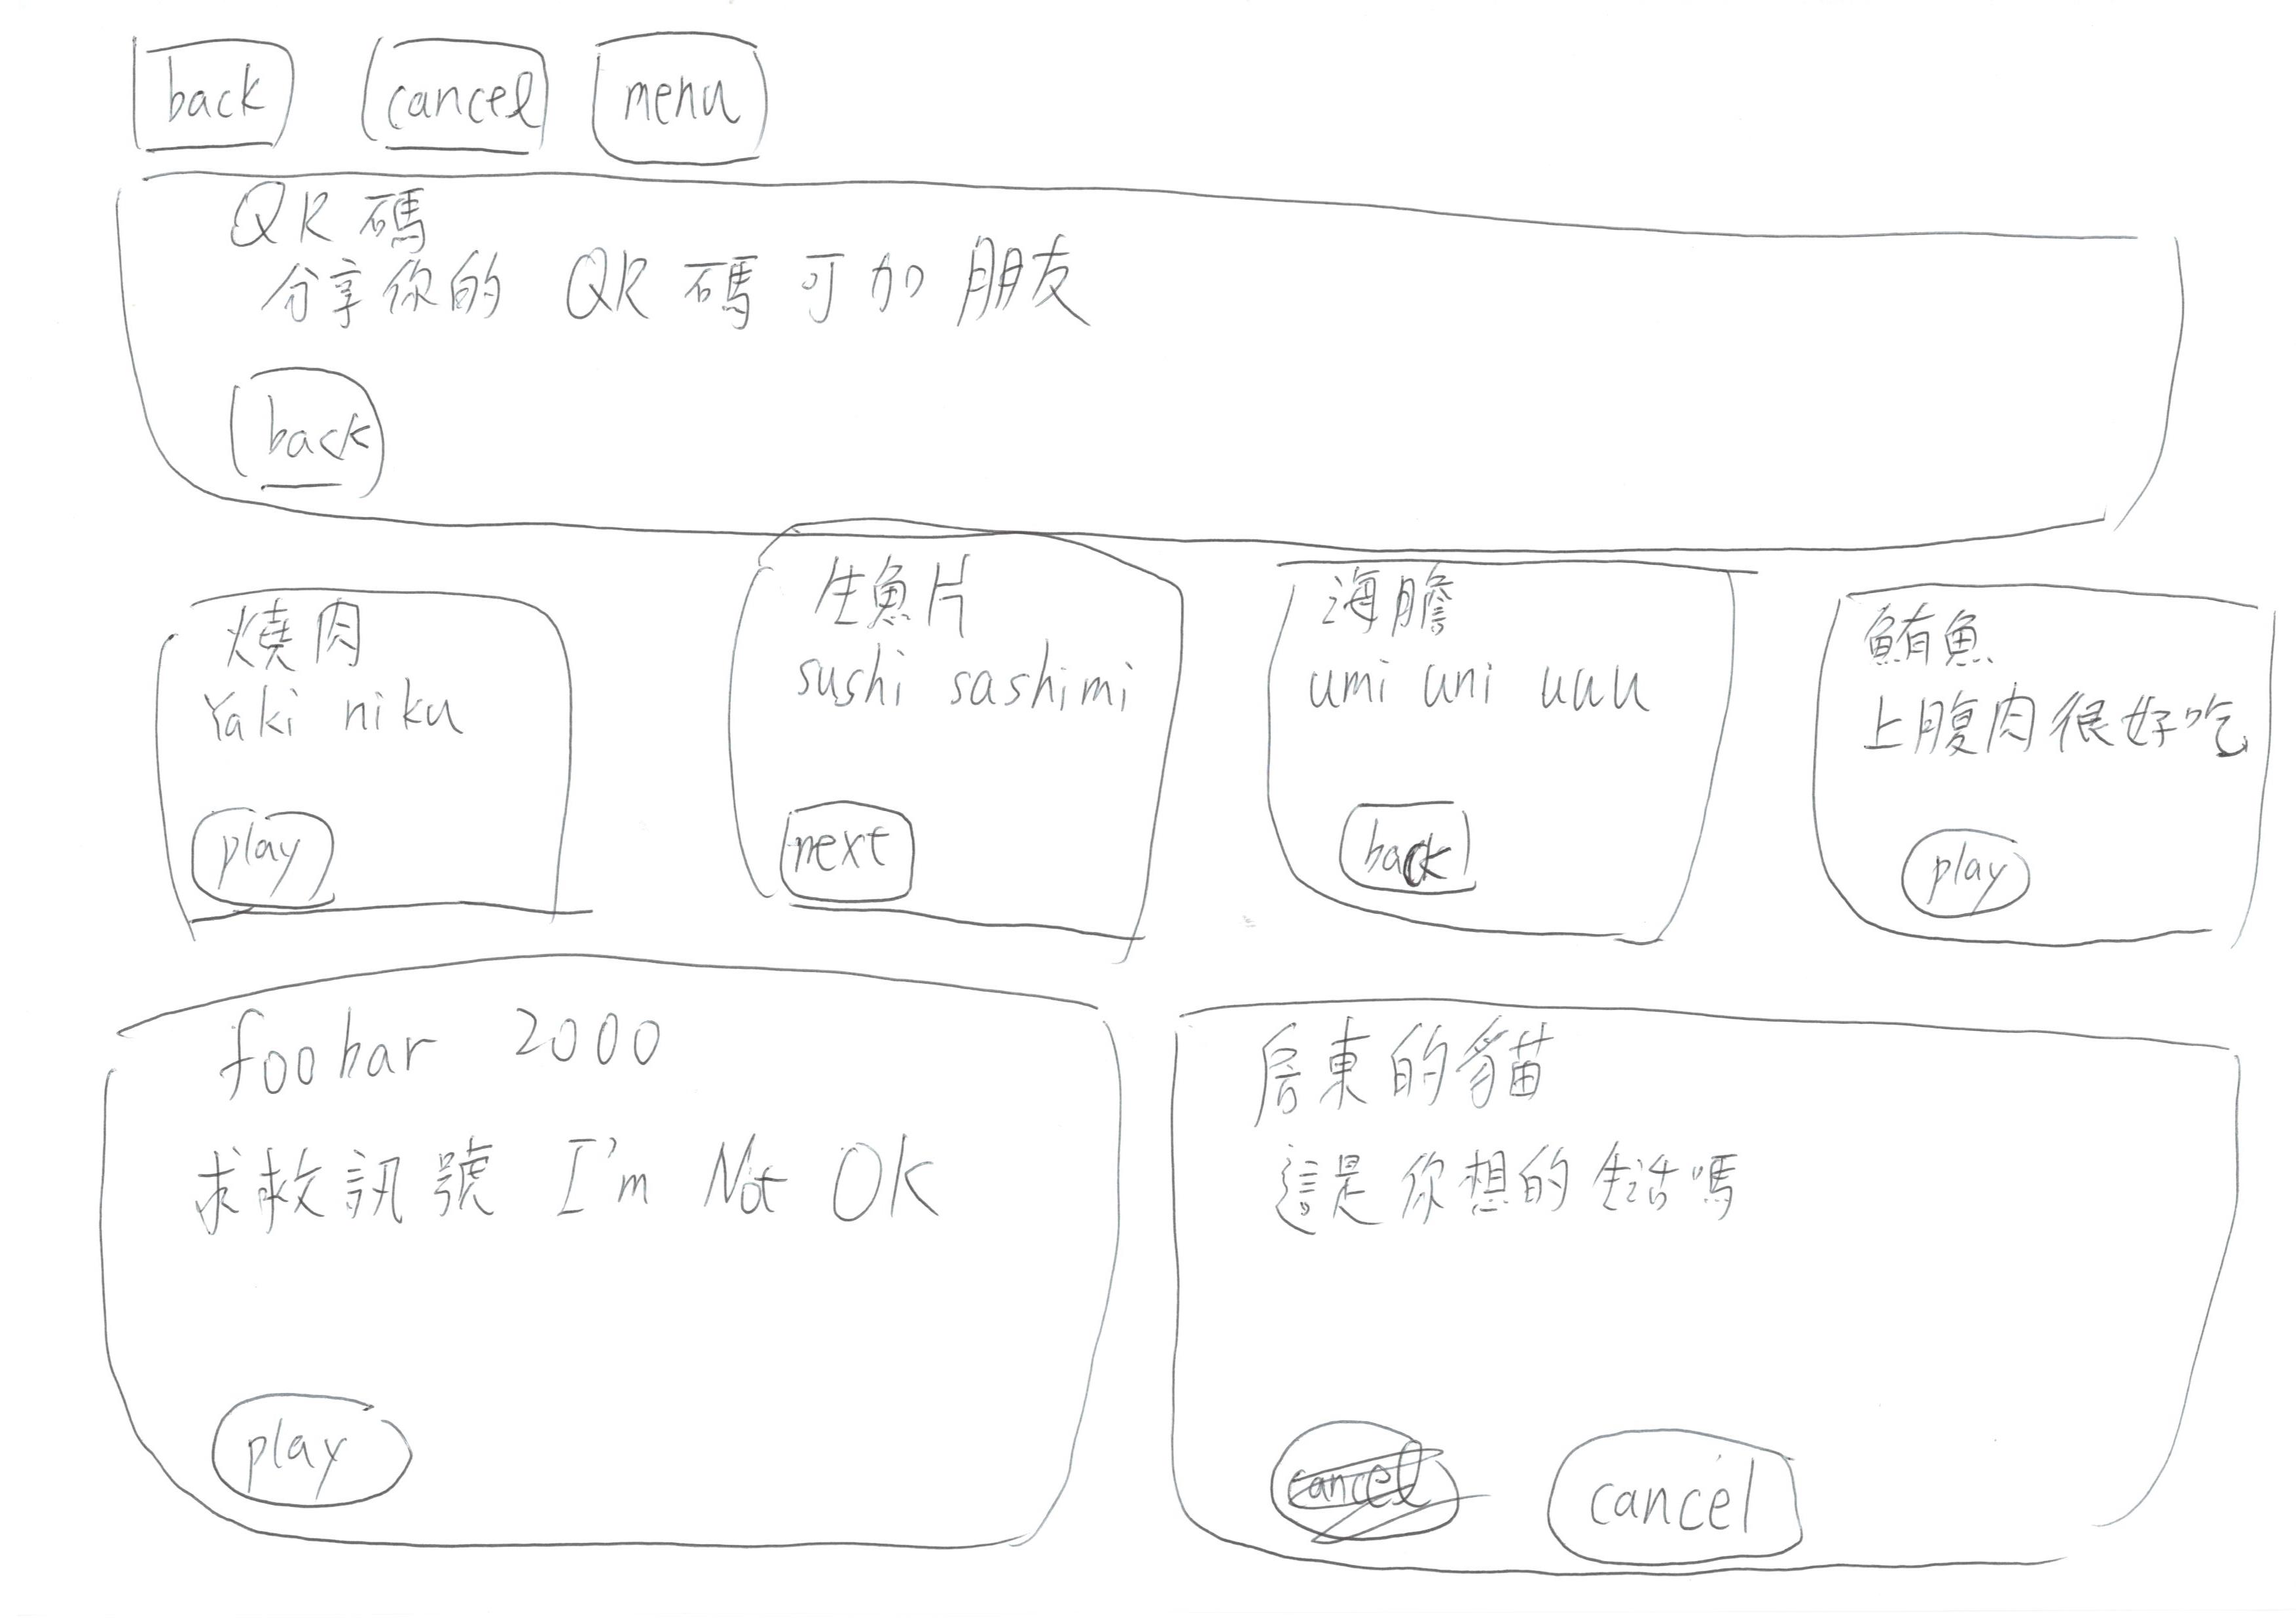 back cancel menu
QR 碼
分享你的 QR 碼可加朋友
back
燒肉
Yaki niku
play
生魚片
sushi sashimi
next
海膽
umi uni uuu
back
鮪魚
上腹肉很好吃
play
foobar 2000
求救訊號 I'm Not OK
play
房東的貓
這是你想的生活嗎
cancel cancel